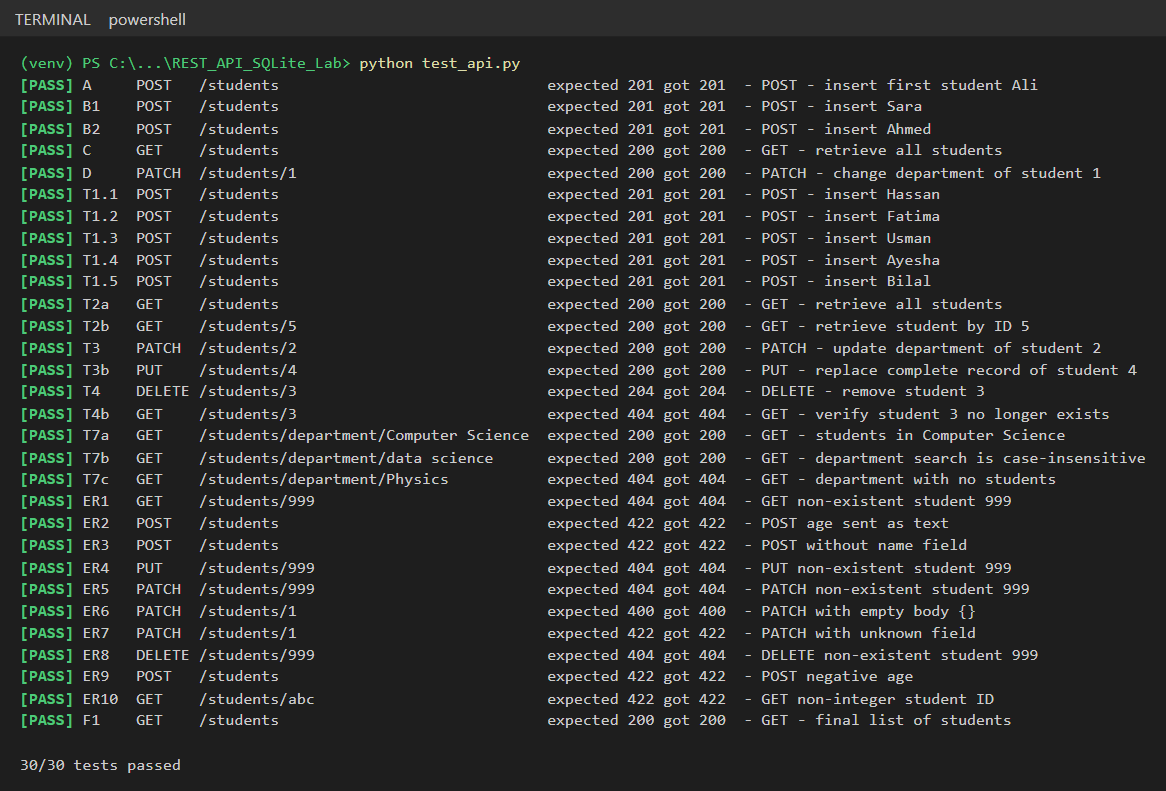 TERMINAL powershell
(venv) PS C:\...\REST_API_SQLite_Lab> python test_api.py
[PASS] A POST /students expected 201 got 201 - POST - insert first student Ali
[PASS] B1 POST /students expected 201 got 201 - POST - insert Sara
[PASS] B2 POST /students expected 201 got 201 - POST - insert Ahmed
[PASS] C GET /students expected 200 got 200 - GET - retrieve all students
[PASS] D PATCH /students/1 expected 200 got 200 - PATCH - change department of student 1
[PASS] T1.1 POST /students expected 201 got 201 - POST - insert Hassan
[PASS] T1.2 POST /students expected 201 got 201 - POST - insert Fatima
[PASS] T1.3 POST /students expected 201 got 201 - POST - insert Usman
[PASS] T1.4 POST /students expected 201 got 201 - POST - insert Ayesha
[PASS] T1.5 POST /students expected 201 got 201 - POST - insert Bilal
[PASS] T2a GET /students expected 200 got 200 - GET - retrieve all students
[PASS] T2b GET /students/5 expected 200 got 200 - GET - retrieve student by ID 5
[PASS] T3 PATCH /students/2 expected 200 got 200 - PATCH - update department of student 2
[PASS] T3b PUT /students/4 expected 200 got 200 - PUT - replace complete record of student 4
[PASS] T4 DELETE /students/3 expected 204 got 204 - DELETE - remove student 3
[PASS] T4b GET /students/3 expected 404 got 404 - GET - verify student 3 no longer exists
[PASS] T7a GET /students/department/Computer Science expected 200 got 200 - GET - students in Computer Science
[PASS] T7b GET /students/department/data science expected 200 got 200 - GET - department search is case-insensitive
[PASS] T7c GET /students/department/Physics expected 404 got 404 - GET - department with no students
[PASS] ER1 GET /students/999 expected 404 got 404 - GET non-existent student 999
[PASS] ER2 POST /students expected 422 got 422 - POST age sent as text
[PASS] ER3 POST /students expected 422 got 422 - POST without name field
[PASS] ER4 PUT /students/999 expected 404 got 404 - PUT non-existent student 999
[PASS] ER5 PATCH /students/999 expected 404 got 404 - PATCH non-existent student 999
[PASS] ER6 PATCH /students/1 expected 400 got 400 - PATCH with empty body {}
[PASS] ER7 PATCH /students/1 expected 422 got 422 - PATCH with unknown field
[PASS] ER8 DELETE /students/999 expected 404 got 404 - DELETE non-existent student 999
[PASS] ER9 POST /students expected 422 got 422 - POST negative age
[PASS] ER10 GET /students/abc expected 422 got 422 - GET non-integer student ID
[PASS] F1 GET /students expected 200 got 200 - GET - final list of students
30/30 tests passed